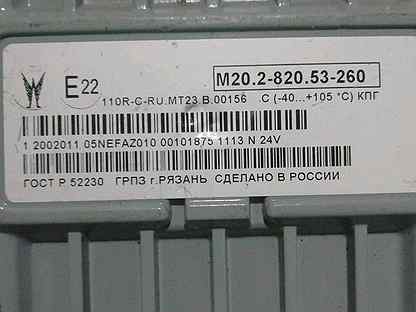 M20.2-820.53-260
E22
110R-C-RU.MT23 B.00156 .C (-40...+105 °C) КПГ
1 2002011 05NEFAZ010 00101875 1113 N 24V
ГОСТ Р 52230 ГРПЗ г.РЯЗАНЬ СДЕЛАНО В РОССИИ